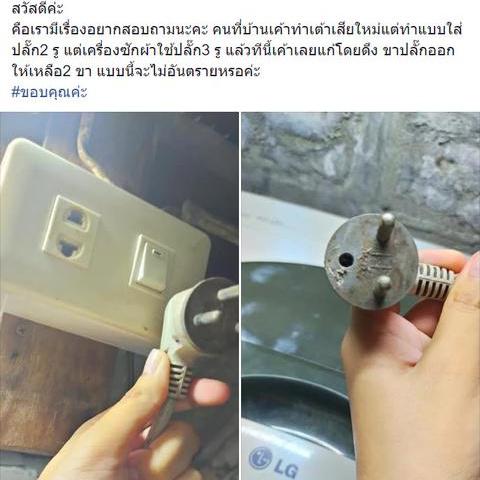 สวัสดีค่ะ
คือเรามีเรื่องอยากสอบถามนะคะ คนที่บ้านเค้าทำเต้าเสียใหม่แต่ทำแบบใส่
ปลั๊ก2 รู แต่เครื่องซักผ้าใช้ปลั๊ก3 รู แล้วทีนี้เค้าเลยแก้โดยดึง ขาปลั๊กออก
ให้เหลือ2 ขา แบบนี้จะไม่อันตรายหรอค่ะ
#ขอบคุณค่ะ
LG